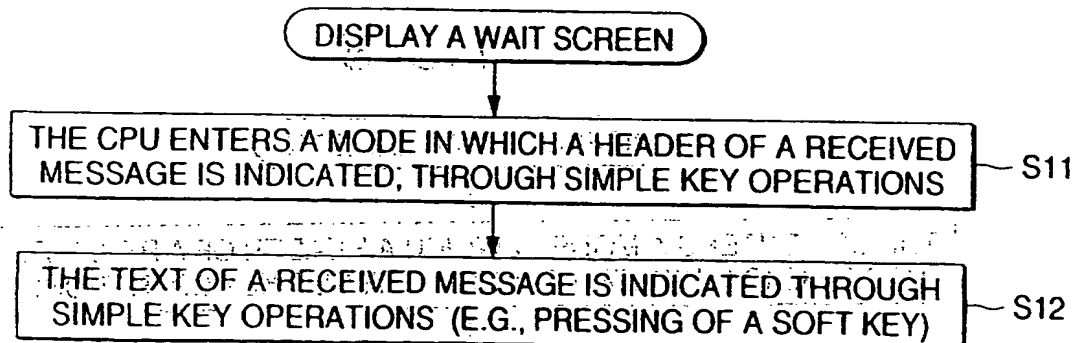 DISPLAY A WAIT SCREEN
THE CPU ENTERS A MODE IN WHICH A HEADER OF A RECEIVED
MESSAGE IS INDICATED, THROUGH SIMPLE KEY OPERATIONS
S11
THE TEXT OF A RECEIVED MESSAGE IS INDICATED THROUGH
SIMPLE KEY OPERATIONS (E.G., PRESSING OF A SOFT KEY)
S12